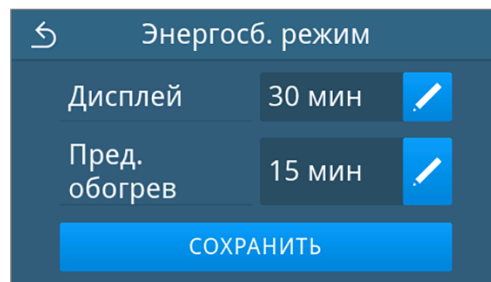 Энергосб. режим
Дисплей 30 мин
Пред.
обогрев 15 мин
СОХРАНИТЬ